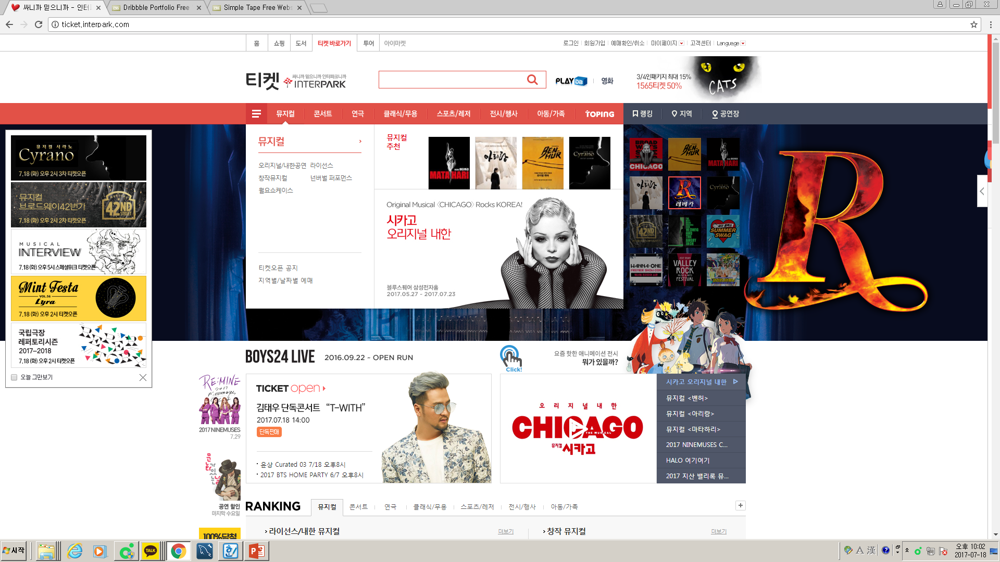 싸니까 믿으니까 - 인터
Dribbble Portfolio Free
Simple Tape Free Webs
ticket.interpark.com
홈 쇼핑 도서 티켓 바로가기 투어 아이마켓
로그인 회원가입 예매확인/취소 마이페이지 고객센터 Language
티켓 싸니까 믿으니까 인터파크니까
INTERPARK
PLAY DB 영화
3/4인패키지 최대 15%
1565티켓 50%
CATS
뮤지컬 콘서트 연극 클래식/무용 스포츠/레저 전시/행사 아동/가족 TOPING 랭킹 지역 공연장
뮤지컬 시라노
Cyrano
7.18 (화) 오후 2시 3차 티켓오픈
뮤지컬
브로드웨이42번가
42ND
STREET
7.18 (화) 오후 2시 2차 티켓오픈
MUSICAL
INTERVIEW
7.18 (화) 오후 5시 스페셜위크 티켓오픈
Mint Festa
VOL.56
Lyra
7.18 (화) 오후 2시 티켓오픈
국립극장
레퍼토리시즌
2017-2018
7.18 (화) 오후 2시 티켓오픈
오늘 그만보기
뮤지컬
오리지널/내한공연 라이선스
창작뮤지컬 넌버벌 퍼포먼스
월요쇼케이스
티켓오픈 공지
지역별/날짜별 예매
뮤지컬
추천
MATA HARI
아리랑
BEN-HUR
Cyrano
Original Musical 〈CHICAGO〉 Rocks KOREA!
시카고
오리지널 내한
블루스퀘어 삼성전자홀
2017.05.27 - 2017.07.23
CHICAGO
BEN-HUR
MATA HARI
아리랑
R
레베카
Cyrano
42ND
HEDWIG
AND THE
ANGRY
INCH
SUMMER
SWAG
WANNA·ONE
PREMIER SHOW-CON
VALLEY
ROCK
MUSIC & ARTS
FESTIVAL
R
BOYS24 LIVE 2016.09.22 ~ OPEN RUN
Click!
요즘 핫한 애니메이션 전시
뭐가 있을까?
RE:MINE
2017
ninemuses
2017 NINEMUSES
7.29
공연 할인
마지막 수요일
100%당첨
TICKET open
김태우 단독콘서트 “T-WITH”
2017.07.18 14:00
단독판매
윤상 Curated 03 7/18 오후8시
2017 BTS HOME PARTY 6/7 오후8시
오리지널 내한
CHICAGO
THE MUSICAL
뮤지컬 시카고
시카고 오리지널 내한
뮤지컬 <벤허>
뮤지컬 <아리랑>
뮤지컬 <마타하리>
2017 NINEMUSES C...
HALO 여기여기
2017 지산 밸리록 뮤...
RANKING 뮤지컬 콘서트 연극 클래식/무용 스포츠/레저 전시/행사 아동/가족
라이선스/내한 뮤지컬 더보기
창작 뮤지컬 더보기
시작
TALK
A 漢
오후 10:02
2017-07-18